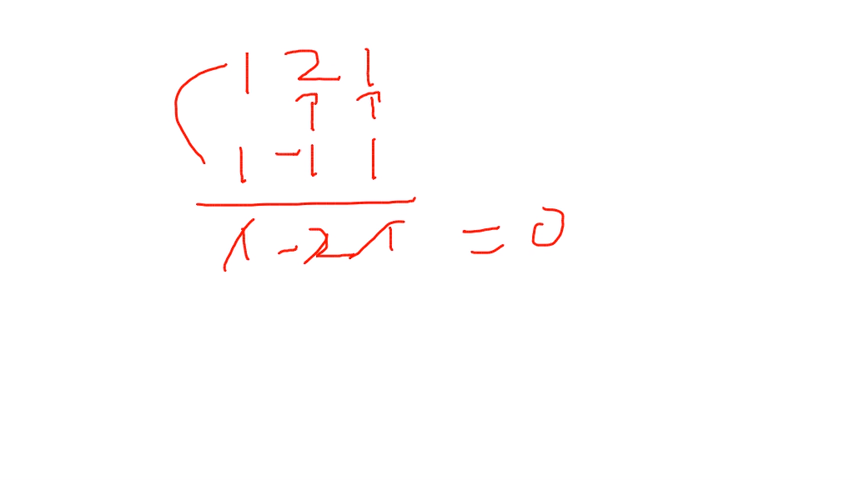 1 2 1
↑ ↑
1 -1 1
1 -2 1 = 0